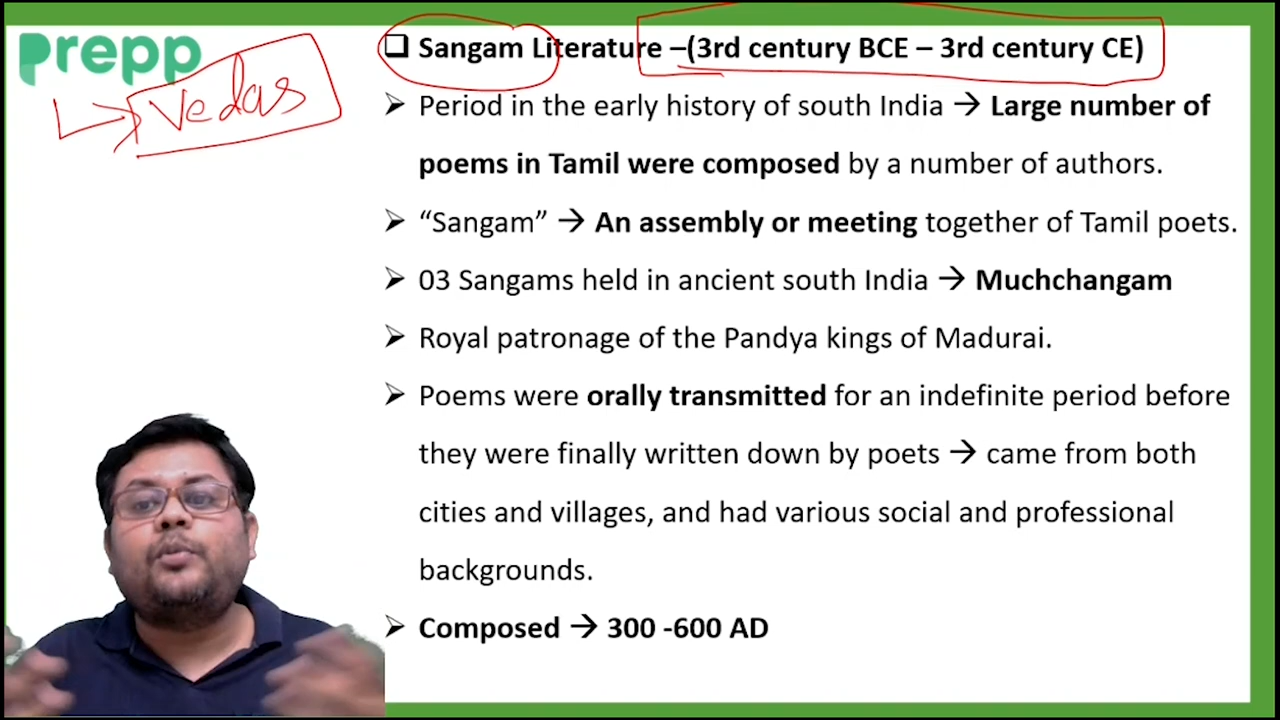 prepp
Vedas
❑ Sangam Literature –(3rd century BCE – 3rd century CE)
➢ Period in the early history of south India → Large number of
poems in Tamil were composed by a number of authors.
➢ “Sangam” → An assembly or meeting together of Tamil poets.
➢ 03 Sangams held in ancient south India → Muchchangam
➢ Royal patronage of the Pandya kings of Madurai.
➢ Poems were orally transmitted for an indefinite period before
they were finally written down by poets → came from both
cities and villages, and had various social and professional
backgrounds.
➢ Composed → 300 -600 AD